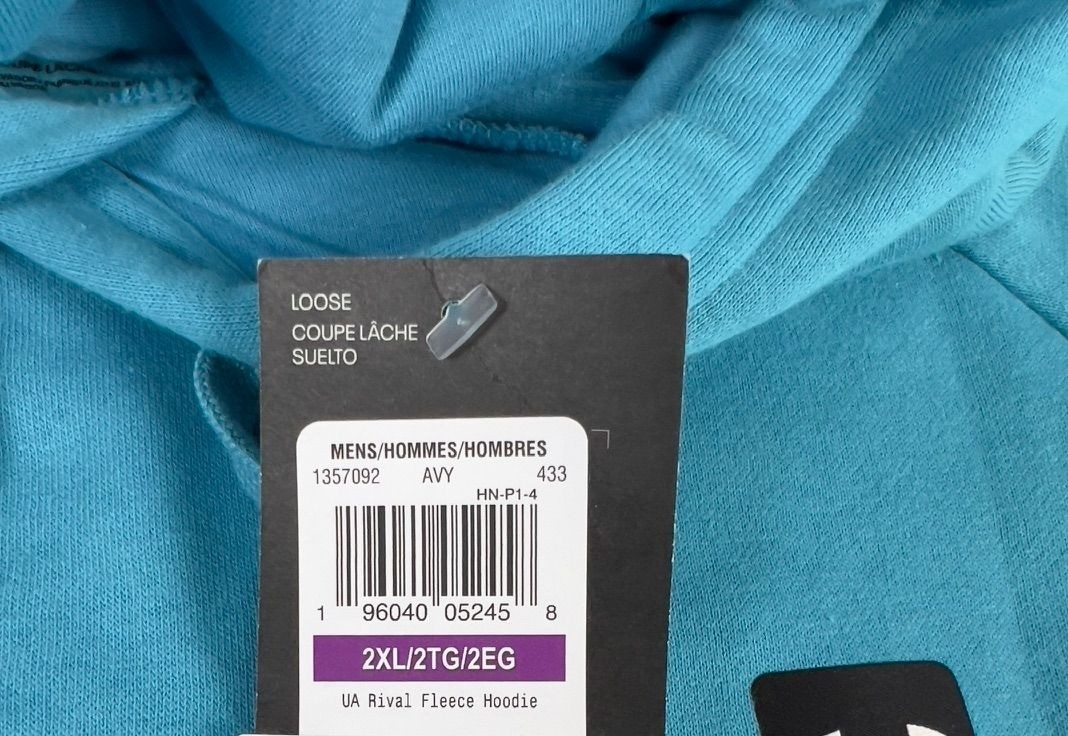 LOOSE
COUPE LÂCHE
SUELTO
MENS/HOMMES/HOMBRES
1357092 AVY 433
HN-P1-4
1 96040 05245 8
2XL/2TG/2EG
UA Rival Fleece Hoodie